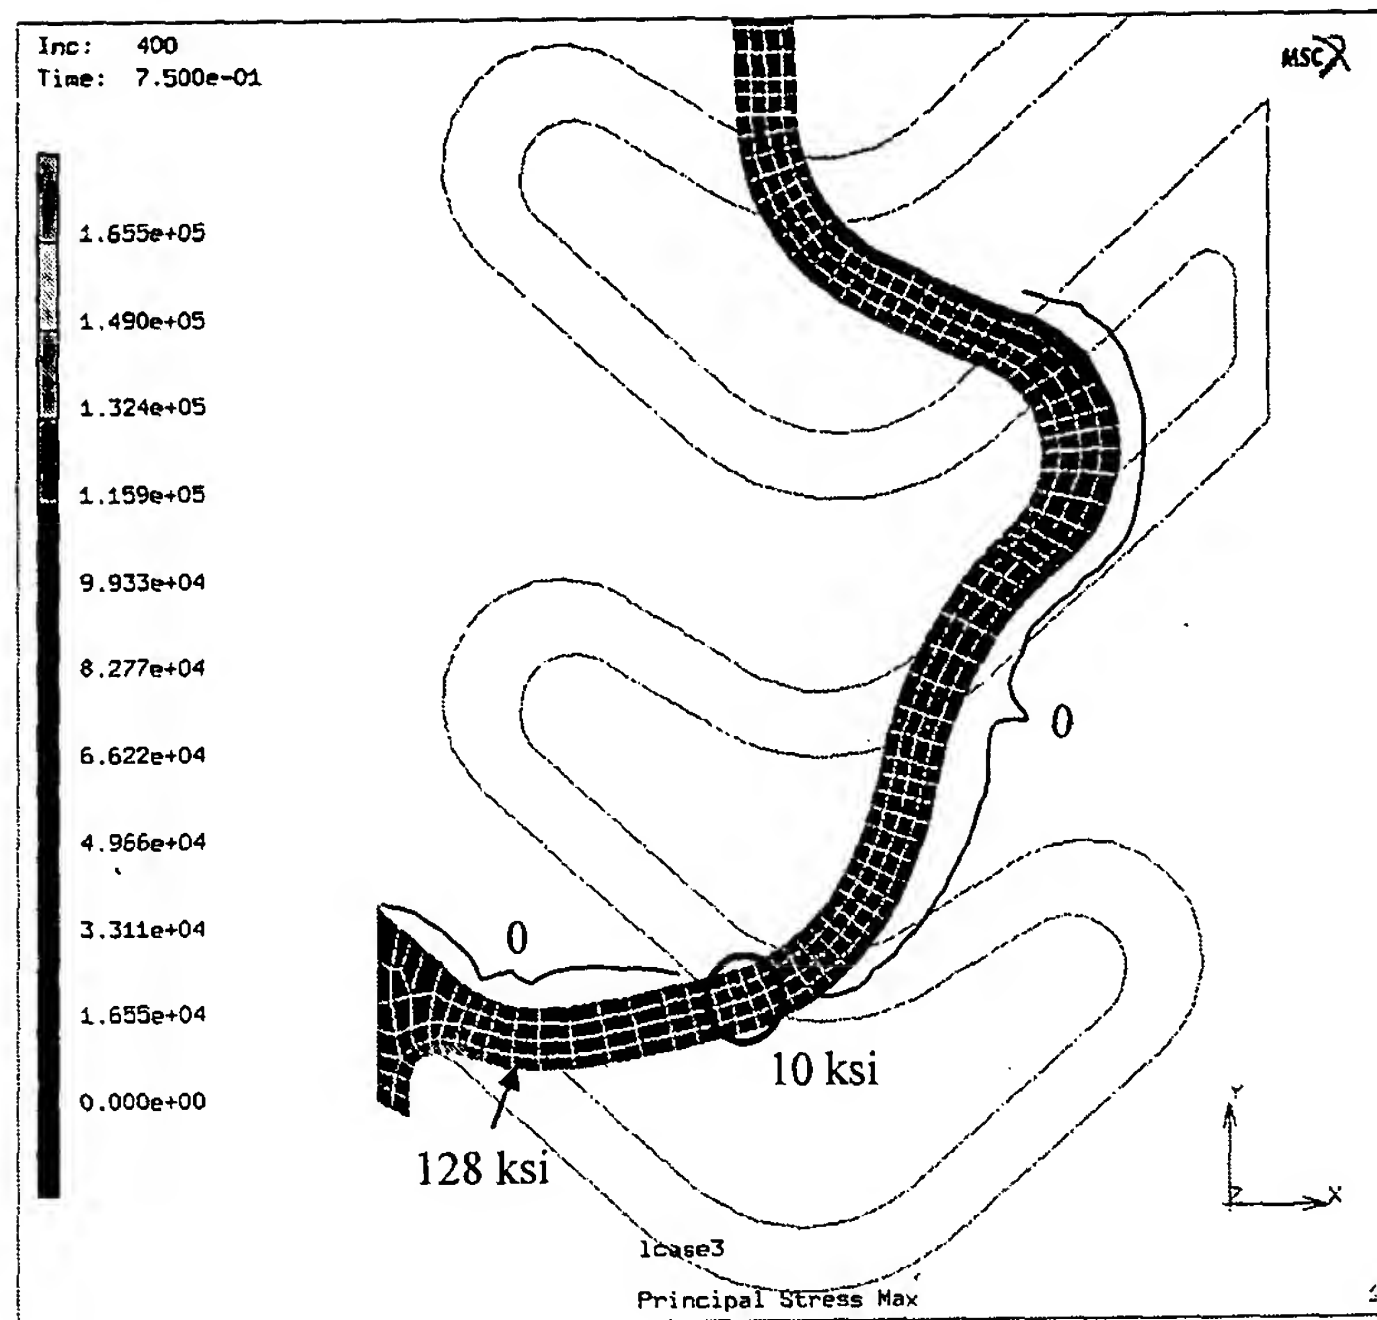 Inc: 400
Time: 7.500e-01
MSC
1.655e+05
1.490e+05
1.324e+05
1.159e+05
9.933e+04
8.277e+04
6.622e+04
4.966e+04
3.311e+04
1.655e+04
0.000e+00
0
0
10 ksi
128 ksi
Y
Z
X
lcase3
Principal Stress Max
1